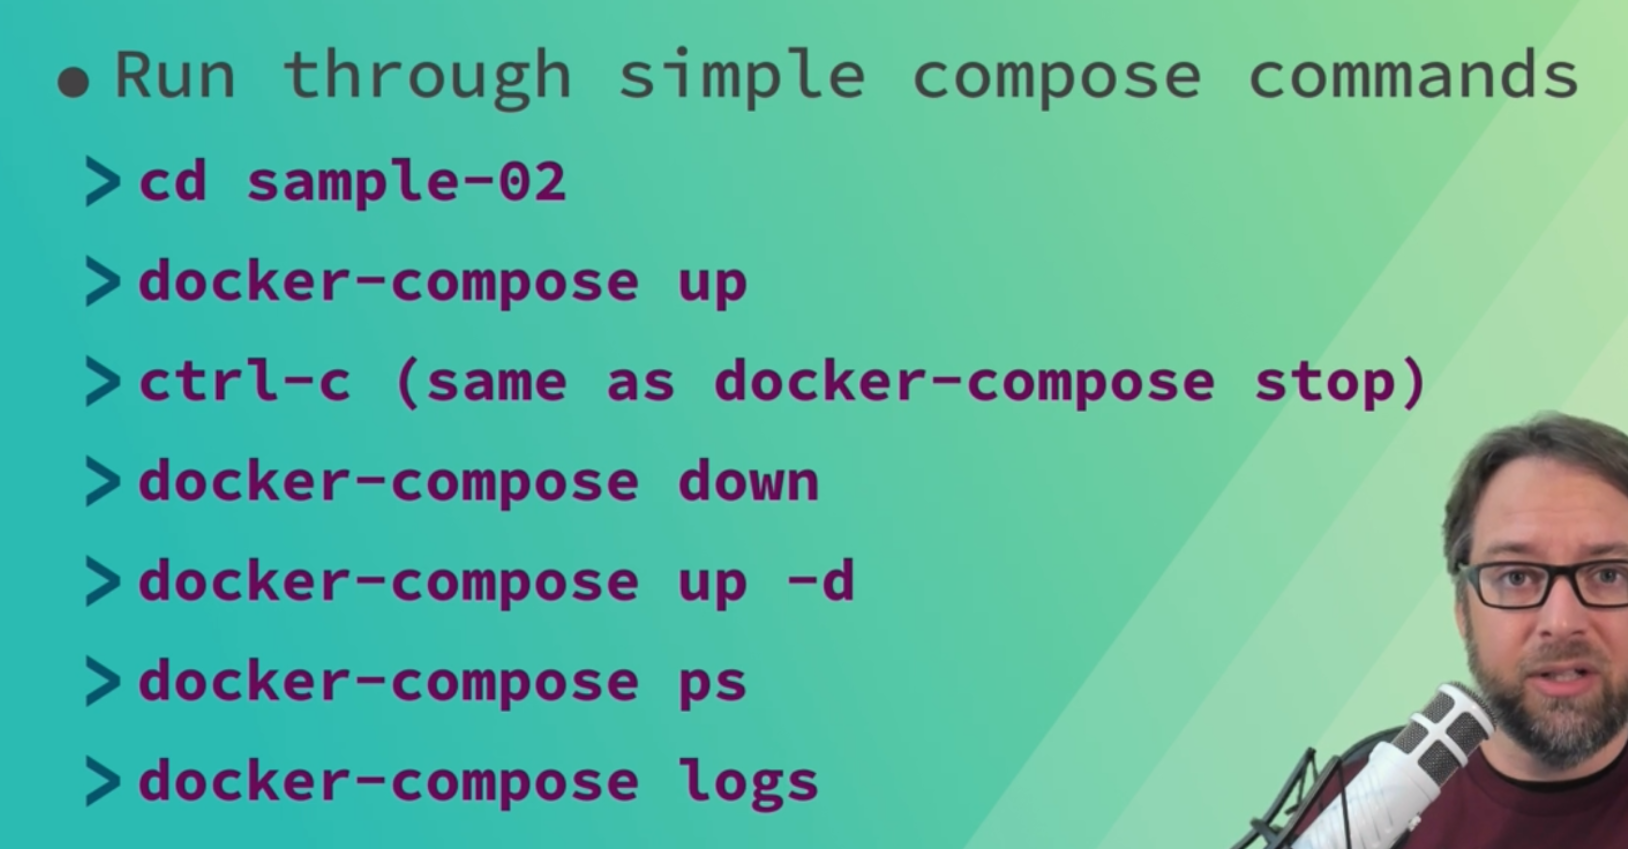 • Run through simple compose commands
> cd sample-02
> docker-compose up
> ctrl-c (same as docker-compose stop)
> docker-compose down
> docker-compose up -d
> docker-compose ps
> docker-compose logs